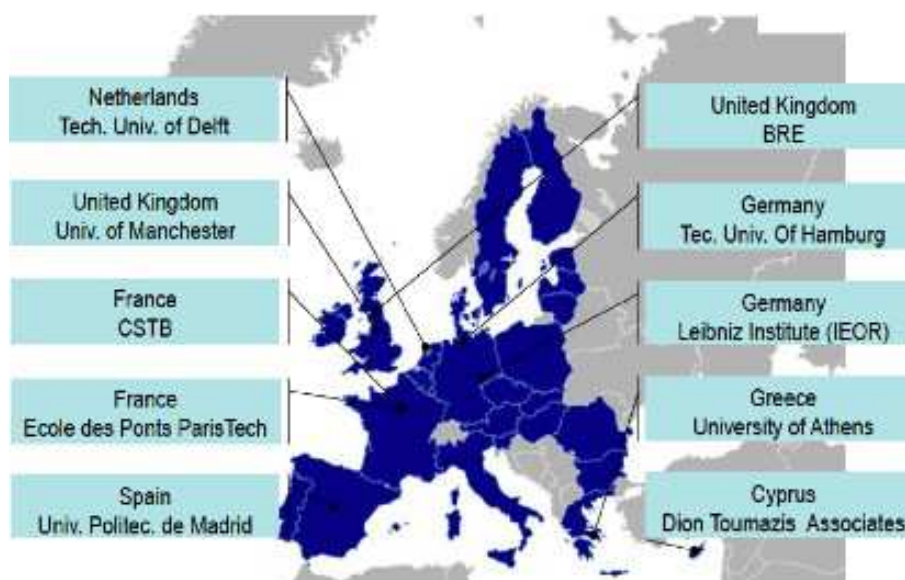 Netherlands
Tech. Univ. of Delft
United Kingdom
Univ. of Manchester
France
CSTB
France
Ecole des Ponts ParisTech
Spain
Univ. Politec. de Madrid
United Kingdom
BRE
Germany
Tec. Univ. Of Hamburg
Germany
Leibniz Institute (IEOR)
Greece
University of Athens
Cyprus
Dion Toumazis Associates